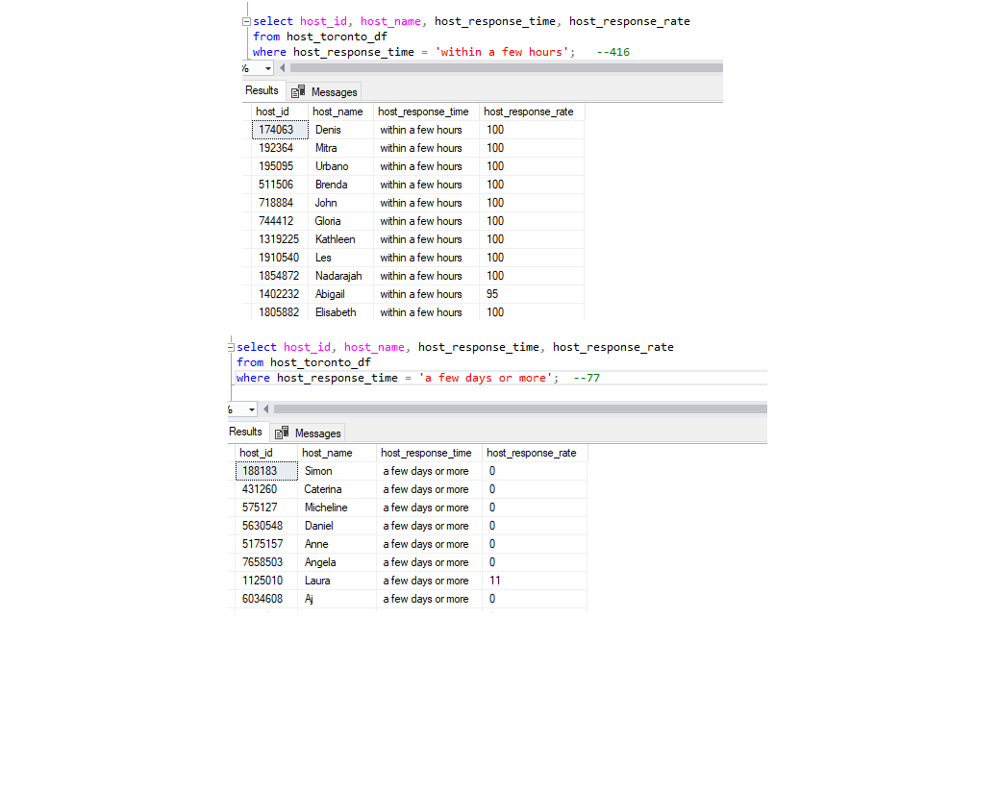 select host_id, host_name, host_response_time, host_response_rate
from host_toronto_df
where host_response_time = 'within a few hours';   --416
%
Results Messages
host_id host_name host_response_time host_response_rate
174063 Denis within a few hours 100
192364 Mitra within a few hours 100
195095 Urbano within a few hours 100
511506 Brenda within a few hours 100
718884 John within a few hours 100
744412 Gloria within a few hours 100
1319225 Kathleen within a few hours 100
1910540 Les within a few hours 100
1854872 Nadarajah within a few hours 100
1402232 Abigail within a few hours 95
1805882 Elisabeth within a few hours 100
select host_id, host_name, host_response_time, host_response_rate
from host_toronto_df
where host_response_time = 'a few days or more';  --77
%
Results Messages
host_id host_name host_response_time host_response_rate
188183 Simon a few days or more 0
431260 Caterina a few days or more 0
575127 Micheline a few days or more 0
5630548 Daniel a few days or more 0
5175157 Anne a few days or more 0
7658503 Angela a few days or more 0
1125010 Laura a few days or more 11
6034608 Aj a few days or more 0